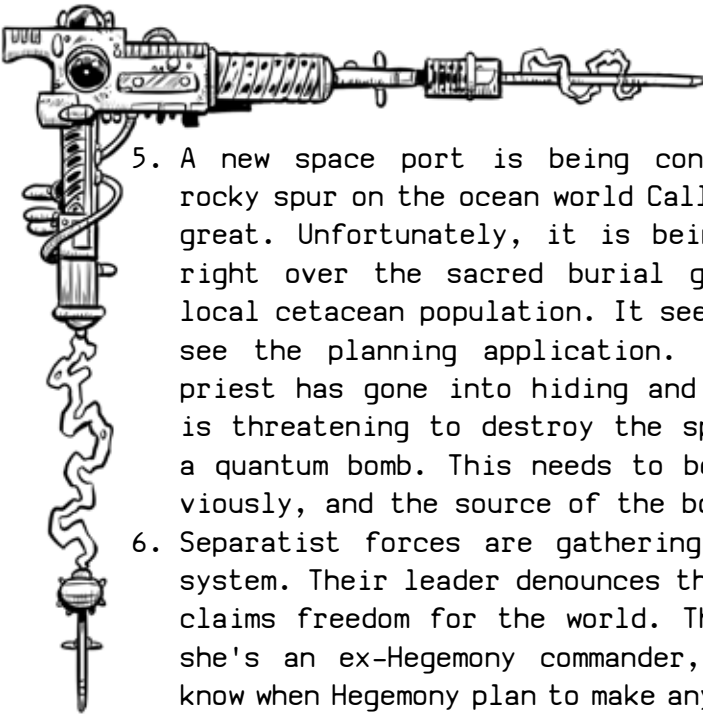 5. A new space port is being con
rocky spur on the ocean world Call
great. Unfortunately, it is bein
right over the sacred burial g
local cetacean population. It see
see the planning application.
priest has gone into hiding and
is threatening to destroy the sp
a quantum bomb. This needs to be
viously, and the source of the bo
6. Separatist forces are gathering
system. Their leader denounces th
claims freedom for the world. Th
she's an ex-Hegemony commander,
know when Hegemony plan to make any